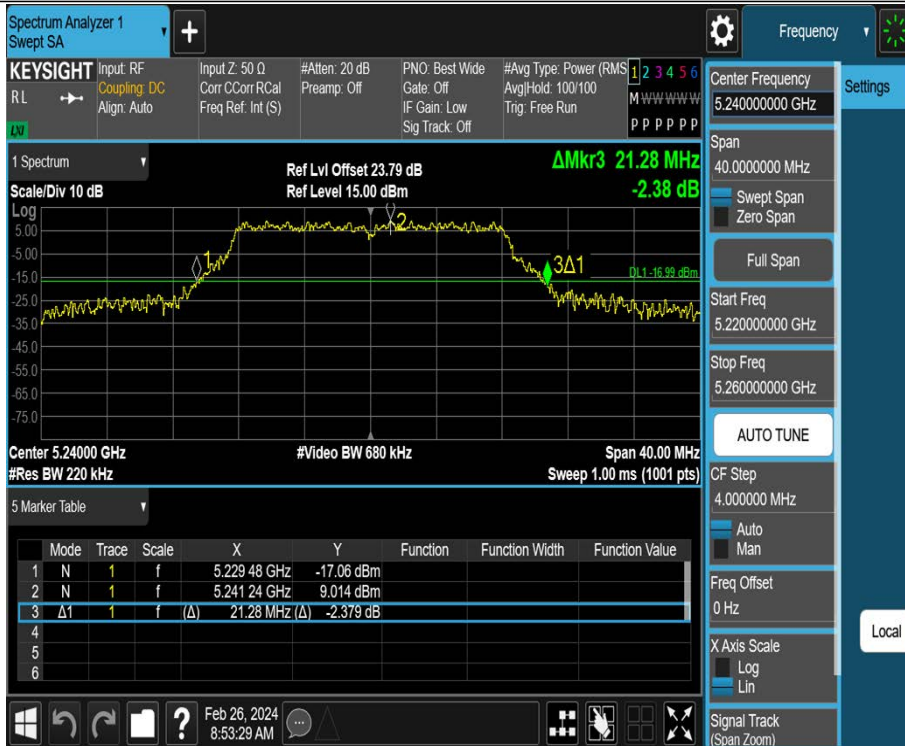 Spectrum Analyzer 1
Swept SA
+
Frequency
KEYSIGHT
Input: RF
Input Z: 50 Ω
#Atten: 20 dB
PNO: Best Wide
#Avg Type: Power (RMS
1 2 3 4 5 6
R L
Coupling: DC
Corr CCorr RCal
Preamp: Off
Gate: Off
Avg|Hold: 100/100
M W W W W W
Align: Auto
Freq Ref: Int (S)
IF Gain: Low
Trig: Free Run
LXI
Sig Track: Off
P P P P P P
1 Spectrum
Ref Lvl Offset 23.79 dB
ΔMkr3 21.28 MHz
Scale/Div 10 dB
Ref Level 15.00 dBm
-2.38 dB
Log
5.00
-5.00
-15.0
-25.0
-35.0
-45.0
-55.0
-65.0
-75.0
1
2
3Δ1
DL1 -16.99 dBm
Center 5.24000 GHz
#Video BW 680 kHz
Span 40.00 MHz
#Res BW 220 kHz
Sweep 1.00 ms (1001 pts)
5 Marker Table
Mode Trace Scale X Y Function Function Width Function Value
1 N 1 f 5.229 48 GHz -17.06 dBm
2 N 1 f 5.241 24 GHz 9.014 dBm
3 Δ1 1 f (Δ) 21.28 MHz (Δ) -2.379 dB
4
5
6
?
Feb 26, 2024
8:53:29 AM
Center Frequency
5.240000000 GHz
Span
40.0000000 MHz
Swept Span
Zero Span
Full Span
Start Freq
5.220000000 GHz
Stop Freq
5.260000000 GHz
AUTO TUNE
CF Step
4.000000 MHz
Auto
Man
Freq Offset
0 Hz
X Axis Scale
Log
Lin
Signal Track
(Span Zoom)
Settings
Local